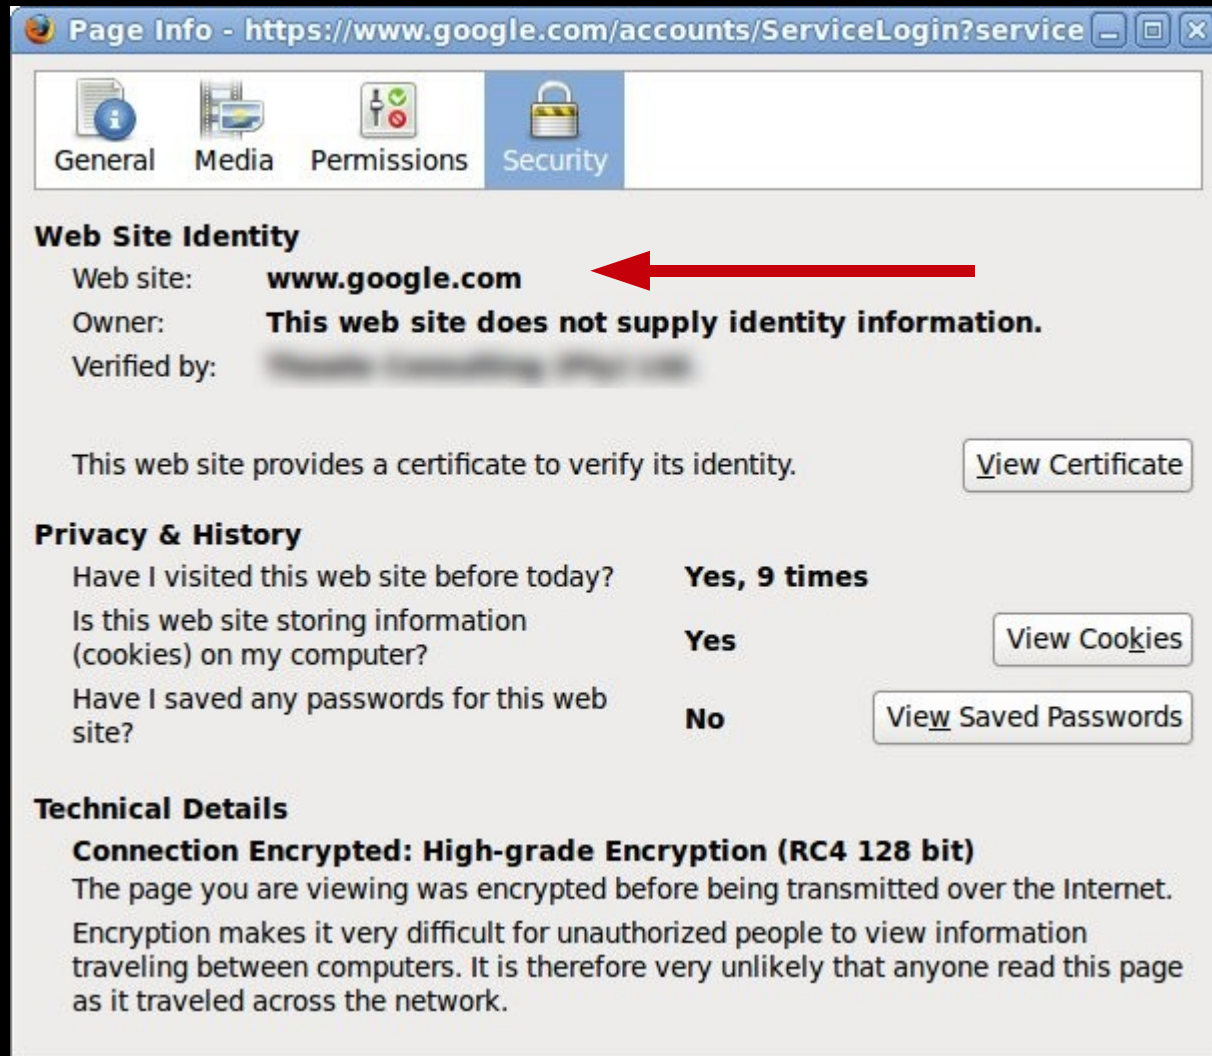 Page Info - https://www.google.com/accounts/ServiceLogin?service
General Media Permissions Security
Web Site Identity
Web site: www.google.com
Owner: This web site does not supply identity information.
Verified by:
This web site provides a certificate to verify its identity. View Certificate
Privacy & History
Have I visited this web site before today? Yes, 9 times
Is this web site storing information
(cookies) on my computer? Yes View Cookies
Have I saved any passwords for this web
site? No View Saved Passwords
Technical Details
Connection Encrypted: High-grade Encryption (RC4 128 bit)
The page you are viewing was encrypted before being transmitted over the Internet.
Encryption makes it very difficult for unauthorized people to view information
traveling between computers. It is therefore very unlikely that anyone read this page
as it traveled across the network.